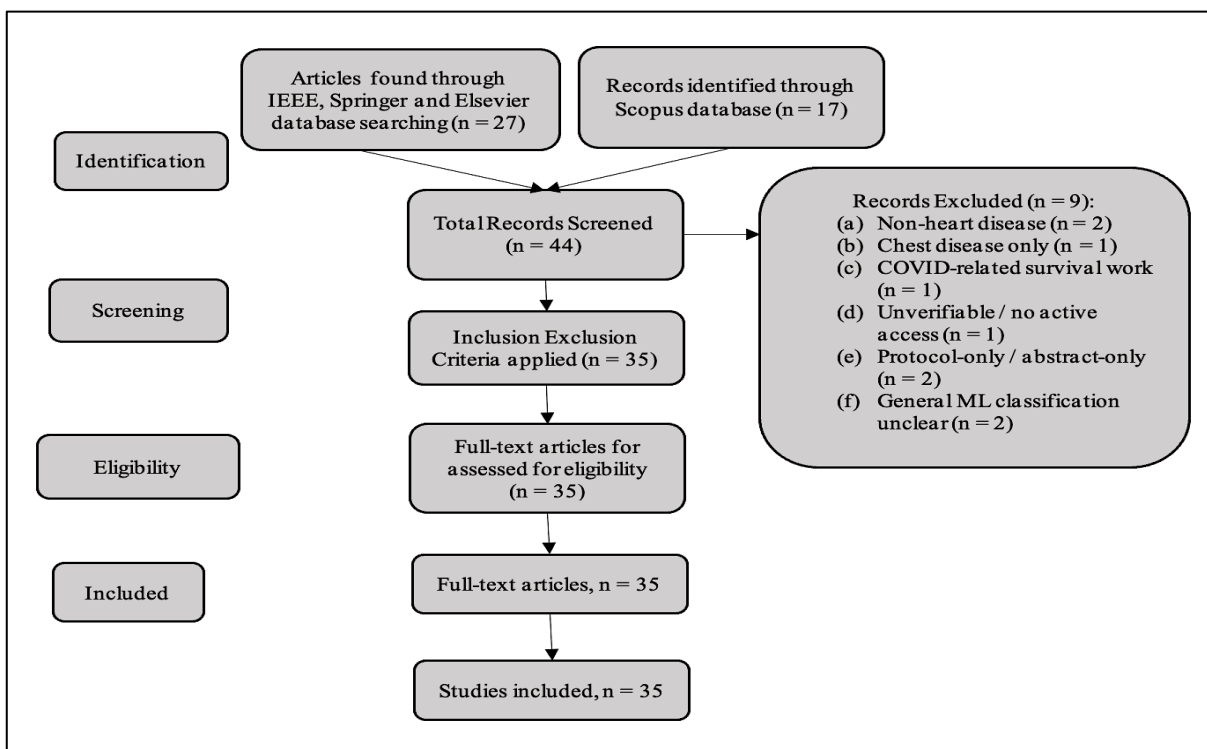 Articles found through
IEEE, Springer and Elsevier
database searching (n = 27)
Records identified through
Scopus database (n = 17)
Identification
Total Records Screened
(n = 44)
Records Excluded (n = 9):
(a) Non-heart disease (n = 2)
(b) Chest disease only (n = 1)
(c) COVID-related survival work
(n = 1)
(d) Unverifiable / no active
access (n = 1)
(e) Protocol-only / abstract-only
(n = 2)
(f) General ML classification
unclear (n = 2)
Screening
Inclusion Exclusion
Criteria applied (n = 35)
Eligibility
Full-text articles for
assessed for eligibility
(n = 35)
Included
Full-text articles, n = 35
Studies included, n = 35